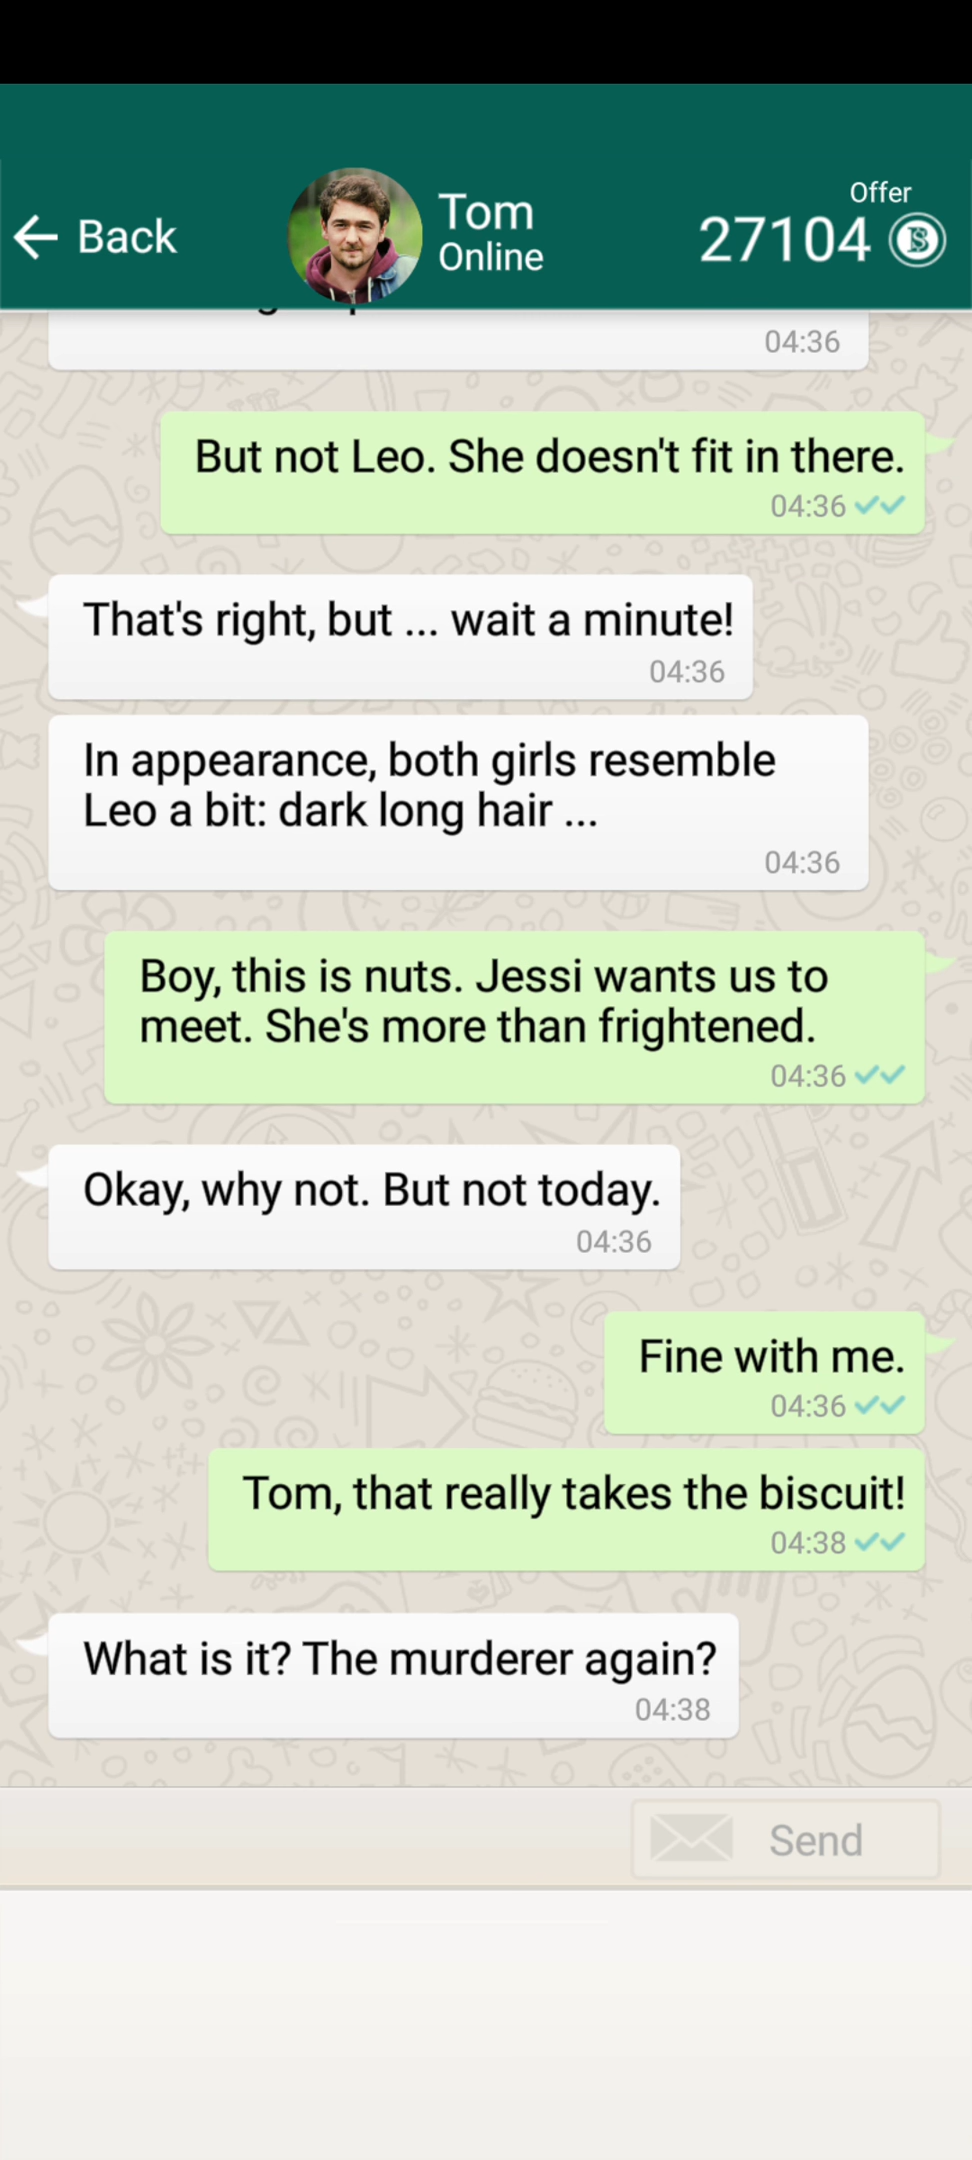 Offer
Back
Tom
27104
Online
04:36
But not Leo. She doesn't fit in there.
04:36
That's right, but ... wait a minute!
04:36
In appearance, both girls resemble
Leo a bit: dark long hair ...
04:36
Boy, this is nuts. Jessi wants us to
meet. She's more than frightened.
04:36
Okay, why not. But not today.
04:36
Fine with me.
04:36
Tom, that really takes the biscuit!
04:38
What is it? The murderer again?
04:38
Send